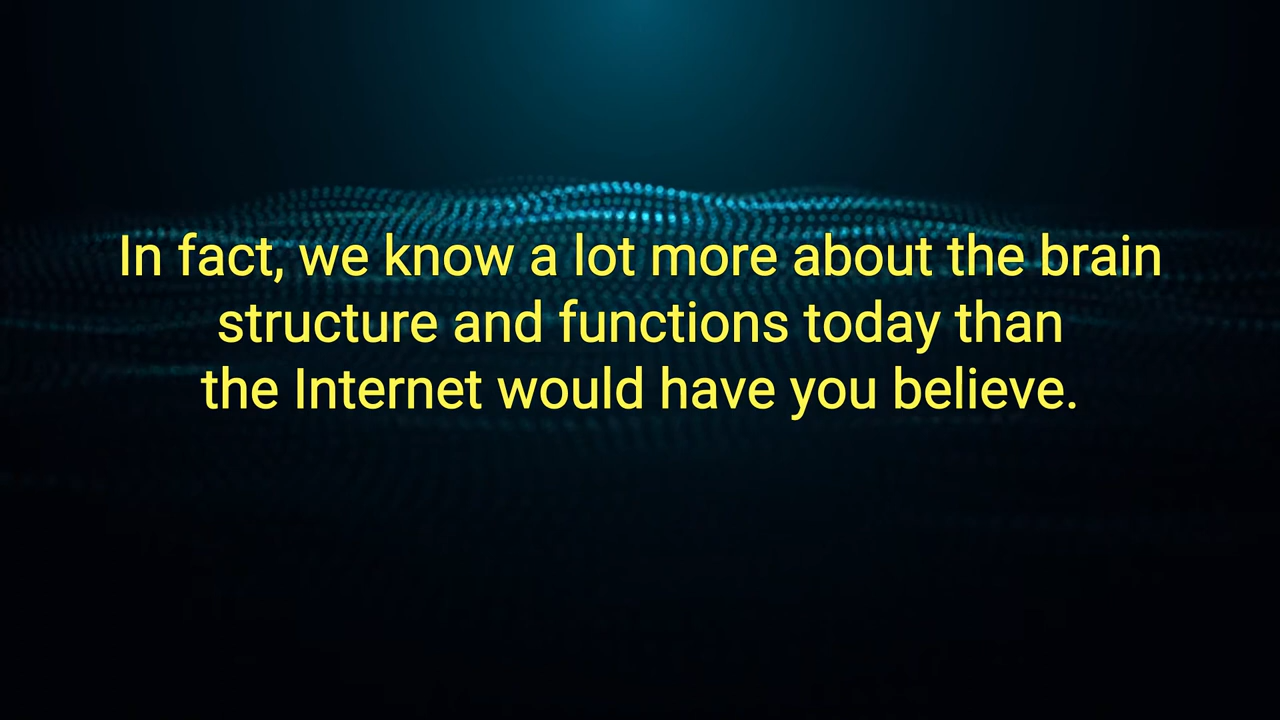 In fact, we know a lot more about the brain
structure and functions today than
the Internet would have you believe.